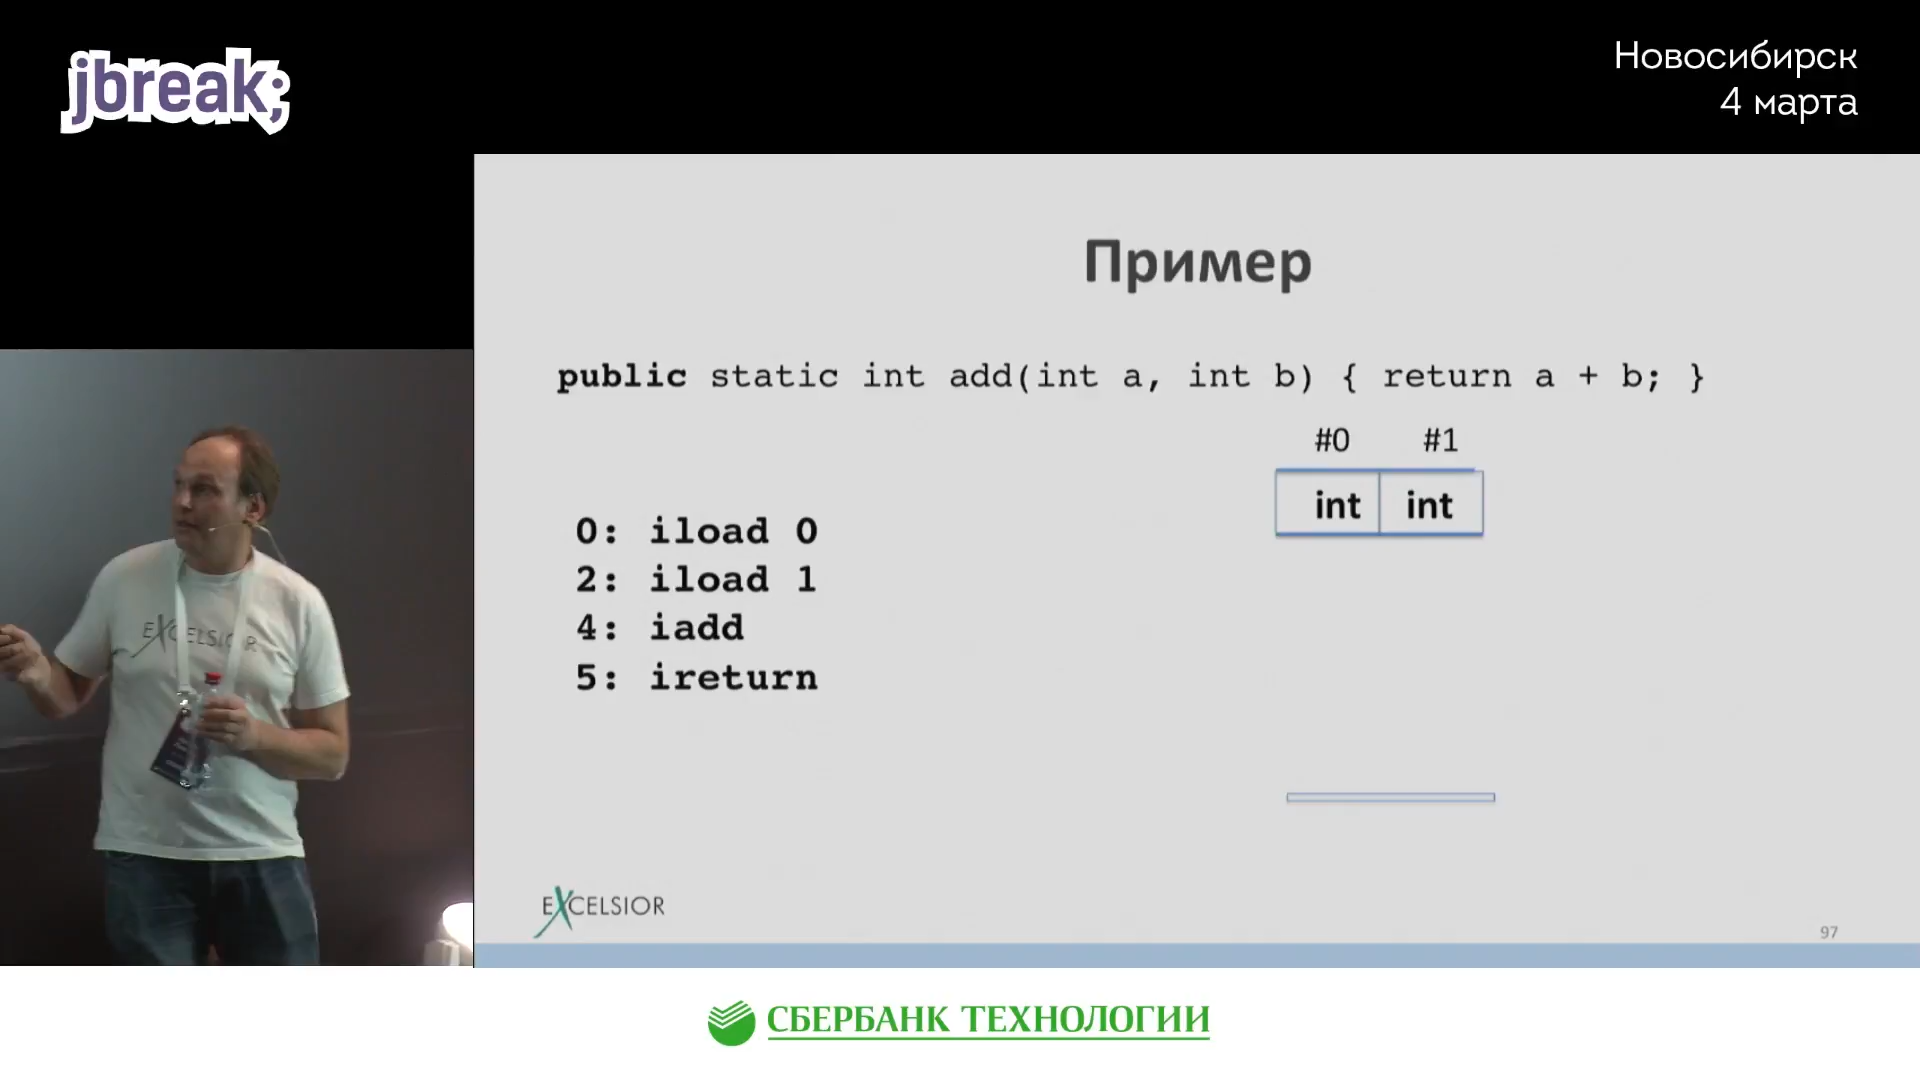 jbreak;
Новосибирск
4 марта
Пример
public static int add(int a, int b) { return a + b; }
#0 #1
int int
0: iload 0
2: iload 1
4: iadd
5: ireturn
EXCELSIOR
EXCELSIOR
97
СБЕРБАНК ТЕХНОЛОГИИ